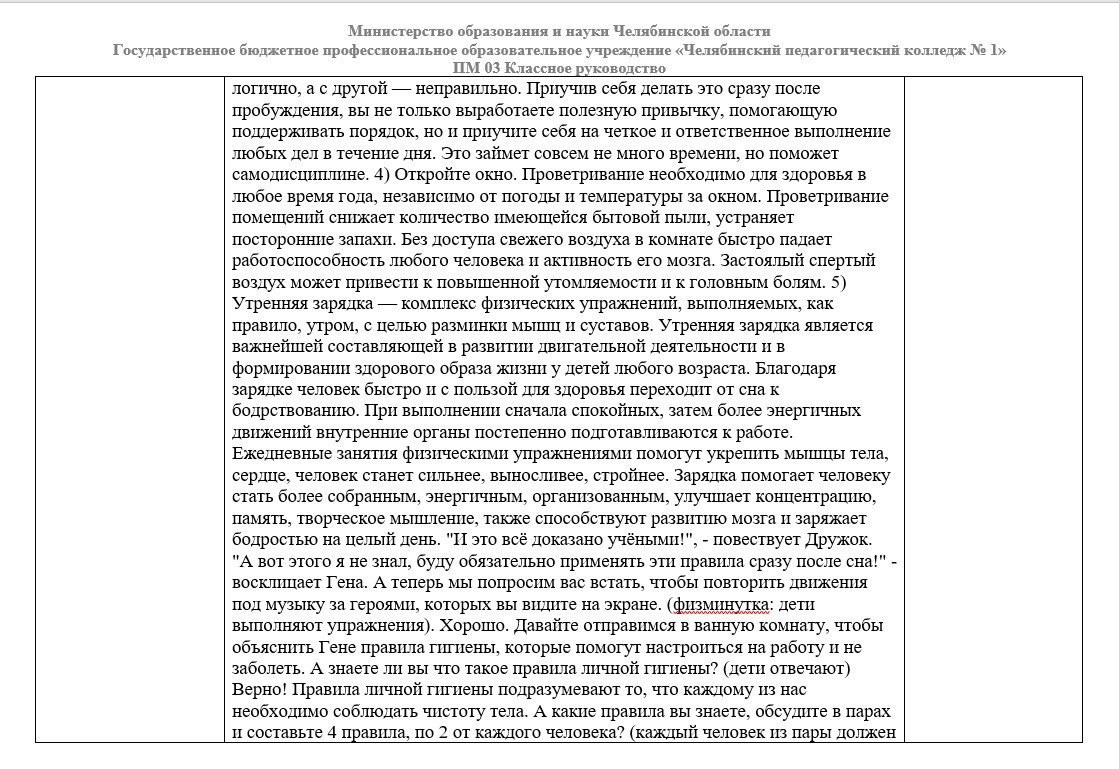 Министерство образования и науки Челябинской области
Государственное бюджетное профессиональное образовательное учреждение «Челябинский педагогический колледж № 1»
ПМ 03 Классное руководство
логично, а с другой — неправильно. Приучив себя делать это сразу после
пробуждения, вы не только выработаете полезную привычку, помогающую
поддерживать порядок, но и приучите себя на четкое и ответственное выполнение
любых дел в течение дня. Это займет совсем не много времени, но поможет
самодисциплине. 4) Откройте окно. Проветривание необходимо для здоровья в
любое время года, независимо от погоды и температуры за окном. Проветривание
помещений снижает количество имеющейся бытовой пыли, устраняет
посторонние запахи. Без доступа свежего воздуха в комнате быстро падает
работоспособность любого человека и активность его мозга. Застоялый спертый
воздух может привести к повышенной утомляемости и к головным болям. 5)
Утренняя зарядка — комплекс физических упражнений, выполняемых, как
правило, утром, с целью разминки мышц и суставов. Утренняя зарядка является
важнейшей составляющей в развитии двигательной деятельности и в
формировании здорового образа жизни у детей любого возраста. Благодаря
зарядке человек быстро и с пользой для здоровья переходит от сна к
бодрствованию. При выполнении сначала спокойных, затем более энергичных
движений внутренние органы постепенно подготавливаются к работе.
Ежедневные занятия физическими упражнениями помогут укрепить мышцы тела,
сердце, человек станет сильнее, выносливее, стройнее. Зарядка помогает человеку
стать более собранным, энергичным, организованным, улучшает концентрацию,
память, творческое мышление, также способствуют развитию мозга и заряжает
бодростью на целый день. "И это всё доказано учёными!", - повествует Дружок.
"А вот этого я не знал, буду обязательно применять эти правила сразу после сна!" -
восклицает Гена. А теперь мы попросим вас встать, чтобы повторить движения
под музыку за героями, которых вы видите на экране. (физминутка: дети
выполняют упражнения). Хорошо. Давайте отправимся в ванную комнату, чтобы
объяснить Гене правила гигиены, которые помогут настроиться на работу и не
заболеть. А знаете ли вы что такое правила личной гигиены? (дети отвечают)
Верно! Правила личной гигиены подразумевают то, что каждому из нас
необходимо соблюдать чистоту тела. А какие правила вы знаете, обсудите в парах
и составьте 4 правила, по 2 от каждого человека? (каждый человек из пары должен